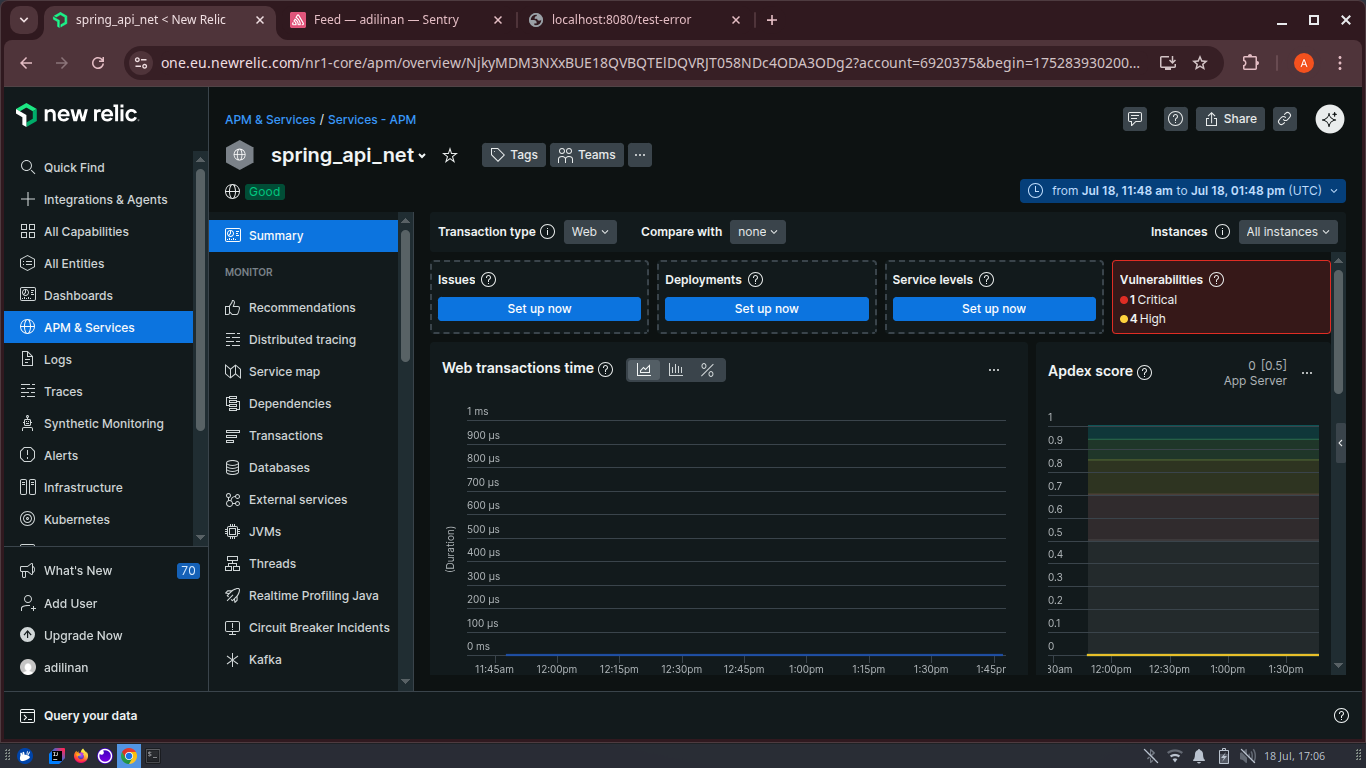 spring_api_net < New Relic
Feed — adilinan — Sentry
localhost:8080/test-error
one.eu.newrelic.com/nr1-core/apm/overview/NjkyMDM3NXxBUE18QVBQTElDQVRJT058NDc4ODA3ODg2?account=6920375&begin=175283930200...
A
new relic
Quick Find
Integrations & Agents
All Capabilities
All Entities
Dashboards
APM & Services
Logs
Traces
Synthetic Monitoring
Alerts
Infrastructure
Kubernetes
What's New 70
Add User
Upgrade Now
adilinan
APM & Services / Services - APM
Share
spring_api_net
Tags
Teams
...
Good
from Jul 18, 11:48 am to Jul 18, 01:48 pm (UTC)
Summary
MONITOR
Recommendations
Distributed tracing
Service map
Dependencies
Transactions
Databases
External services
JVMs
Threads
Realtime Profiling Java
Circuit Breaker Incidents
Kafka
Transaction type Web Compare with none
Instances All instances
Issues
Set up now
Deployments
Set up now
Service levels
Set up now
Vulnerabilities
1 Critical
4 High
Web transactions time
...
(Duration)
1 ms
900 µs
800 µs
700 µs
600 µs
500 µs
400 µs
300 µs
200 µs
100 µs
0 ms
11:45am 12:00pm 12:15pm 12:30pm 12:45pm 1:00pm 1:15pm 1:30pm 1:45pr
Apdex score
0 [0.5]
App Server
...
1
0.9
0.8
0.7
0.6
0.5
0.4
0.3
0.2
0.1
0
30am 12:00pm 12:30pm 1:00pm 1:30pm
Query your data
18 Jul, 17:06